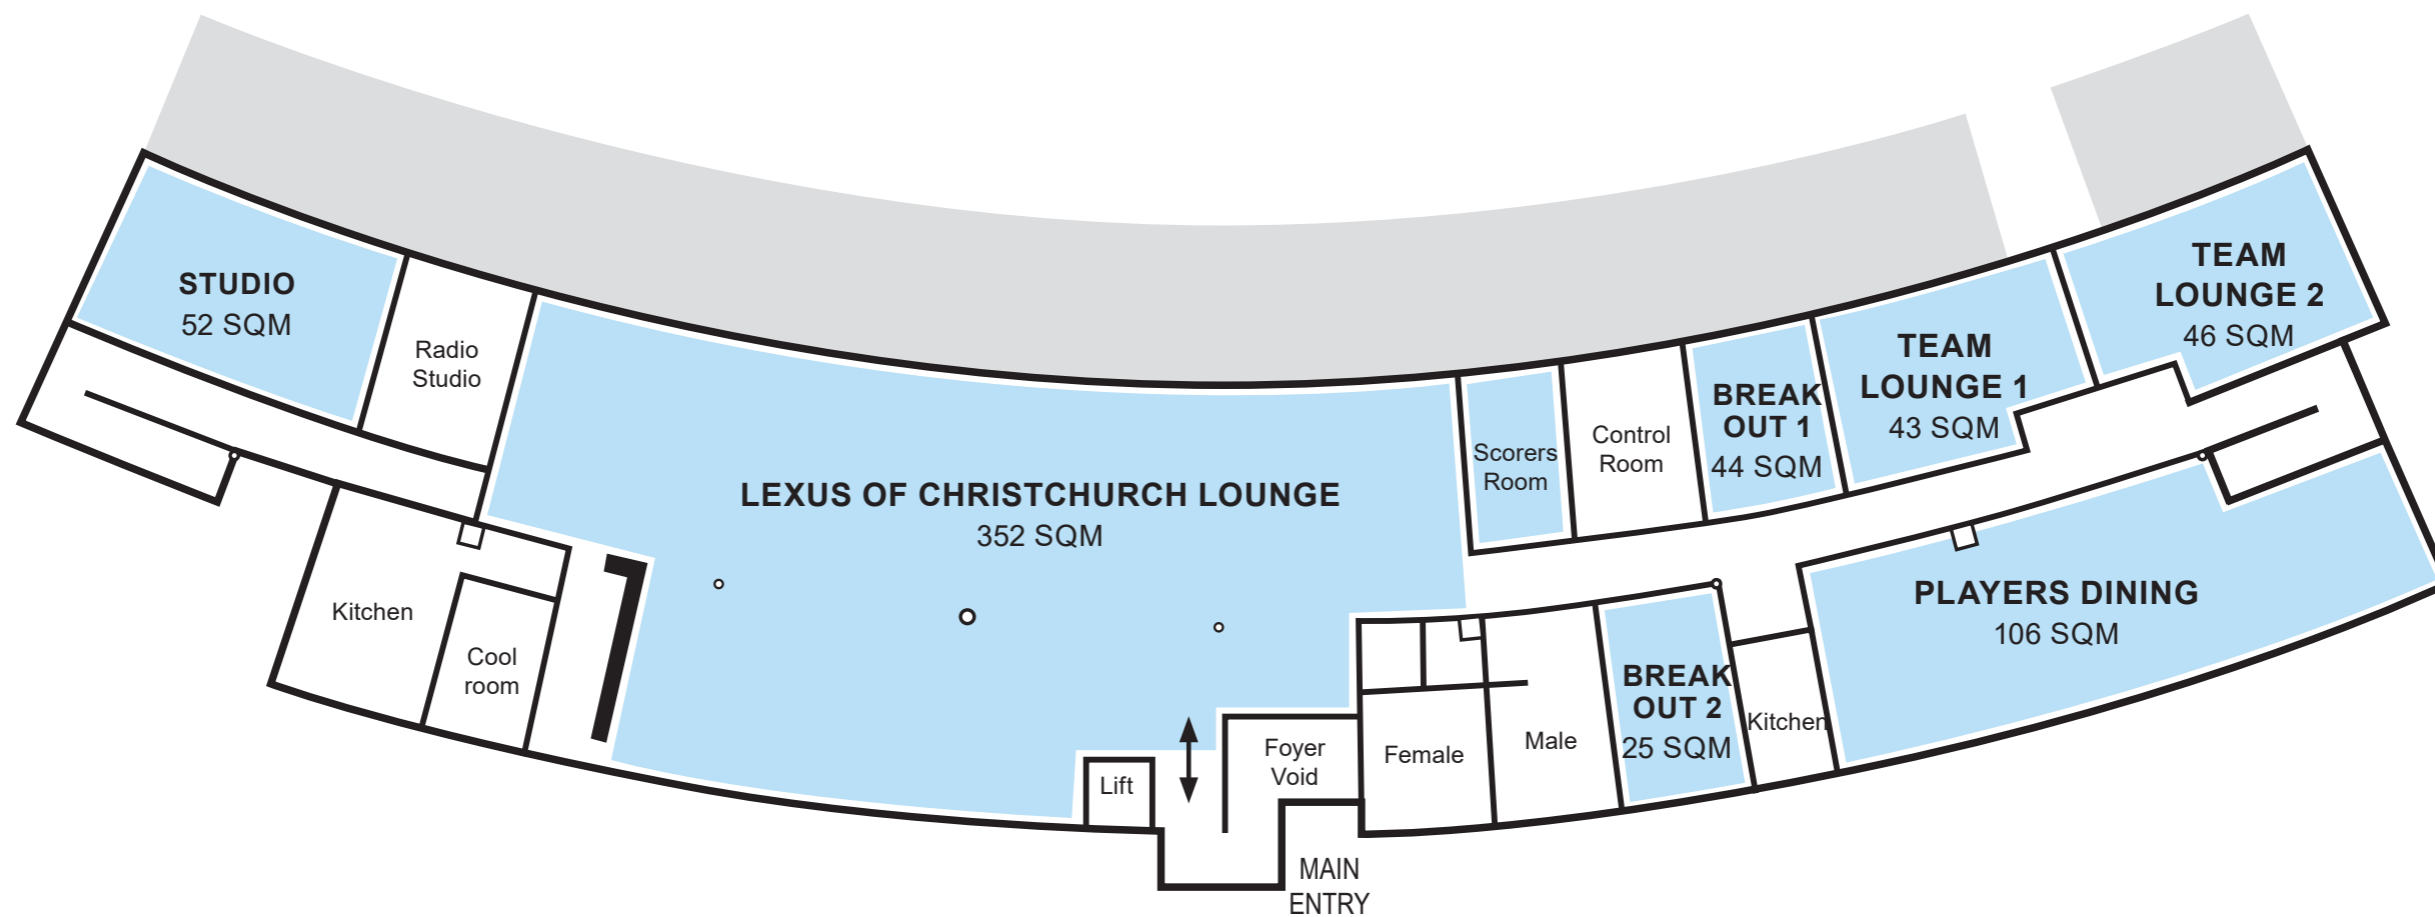 STUDIO
52 SQM
Radio
Studio
Kitchen
Cool
room
LEXUS OF CHRISTCHURCH LOUNGE
352 SQM
Lift
Foyer
Void
MAIN
ENTRY
Scorers
Room
Control
Room
BREAK
OUT 1
44 SQM
TEAM
LOUNGE 1
43 SQM
TEAM
LOUNGE 2
46 SQM
Female
Male
BREAK
OUT 2
25 SQM
Kitchen
PLAYERS DINING
106 SQM